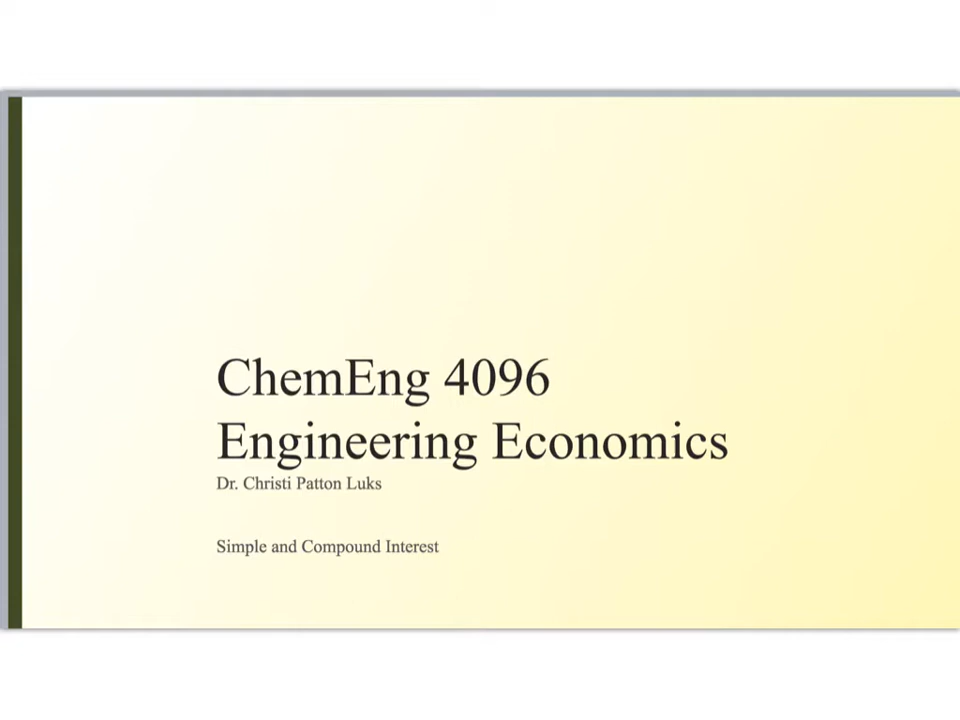 ChemEng 4096
Engineering Economics
Dr. Christi Patton Luks
Simple and Compound Interest